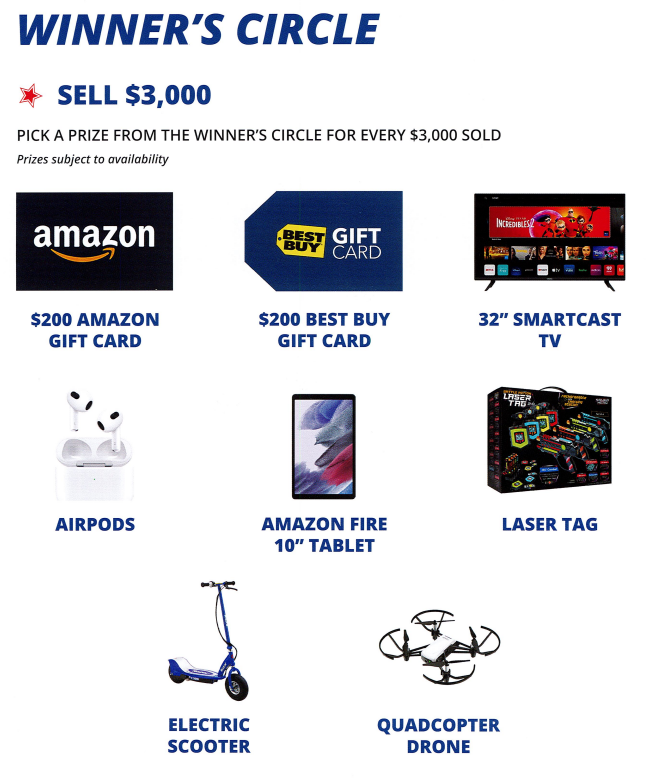 WINNER'S CIRCLE
SELL $3,000
PICK A PRIZE FROM THE WINNER'S CIRCLE FOR EVERY $3,000 SOLD
Prizes subject to availability
amazon
BEST
BUY
GIFT
CARD
INCREDIBLES 2
$200 AMAZON
GIFT CARD
$200 BEST BUY
GIFT CARD
32" SMARTCAST
TV
LASER
TAG
AIRPODS
AMAZON FIRE
10" TABLET
LASER TAG
ELECTRIC
SCOOTER
QUADCOPTER
DRONE